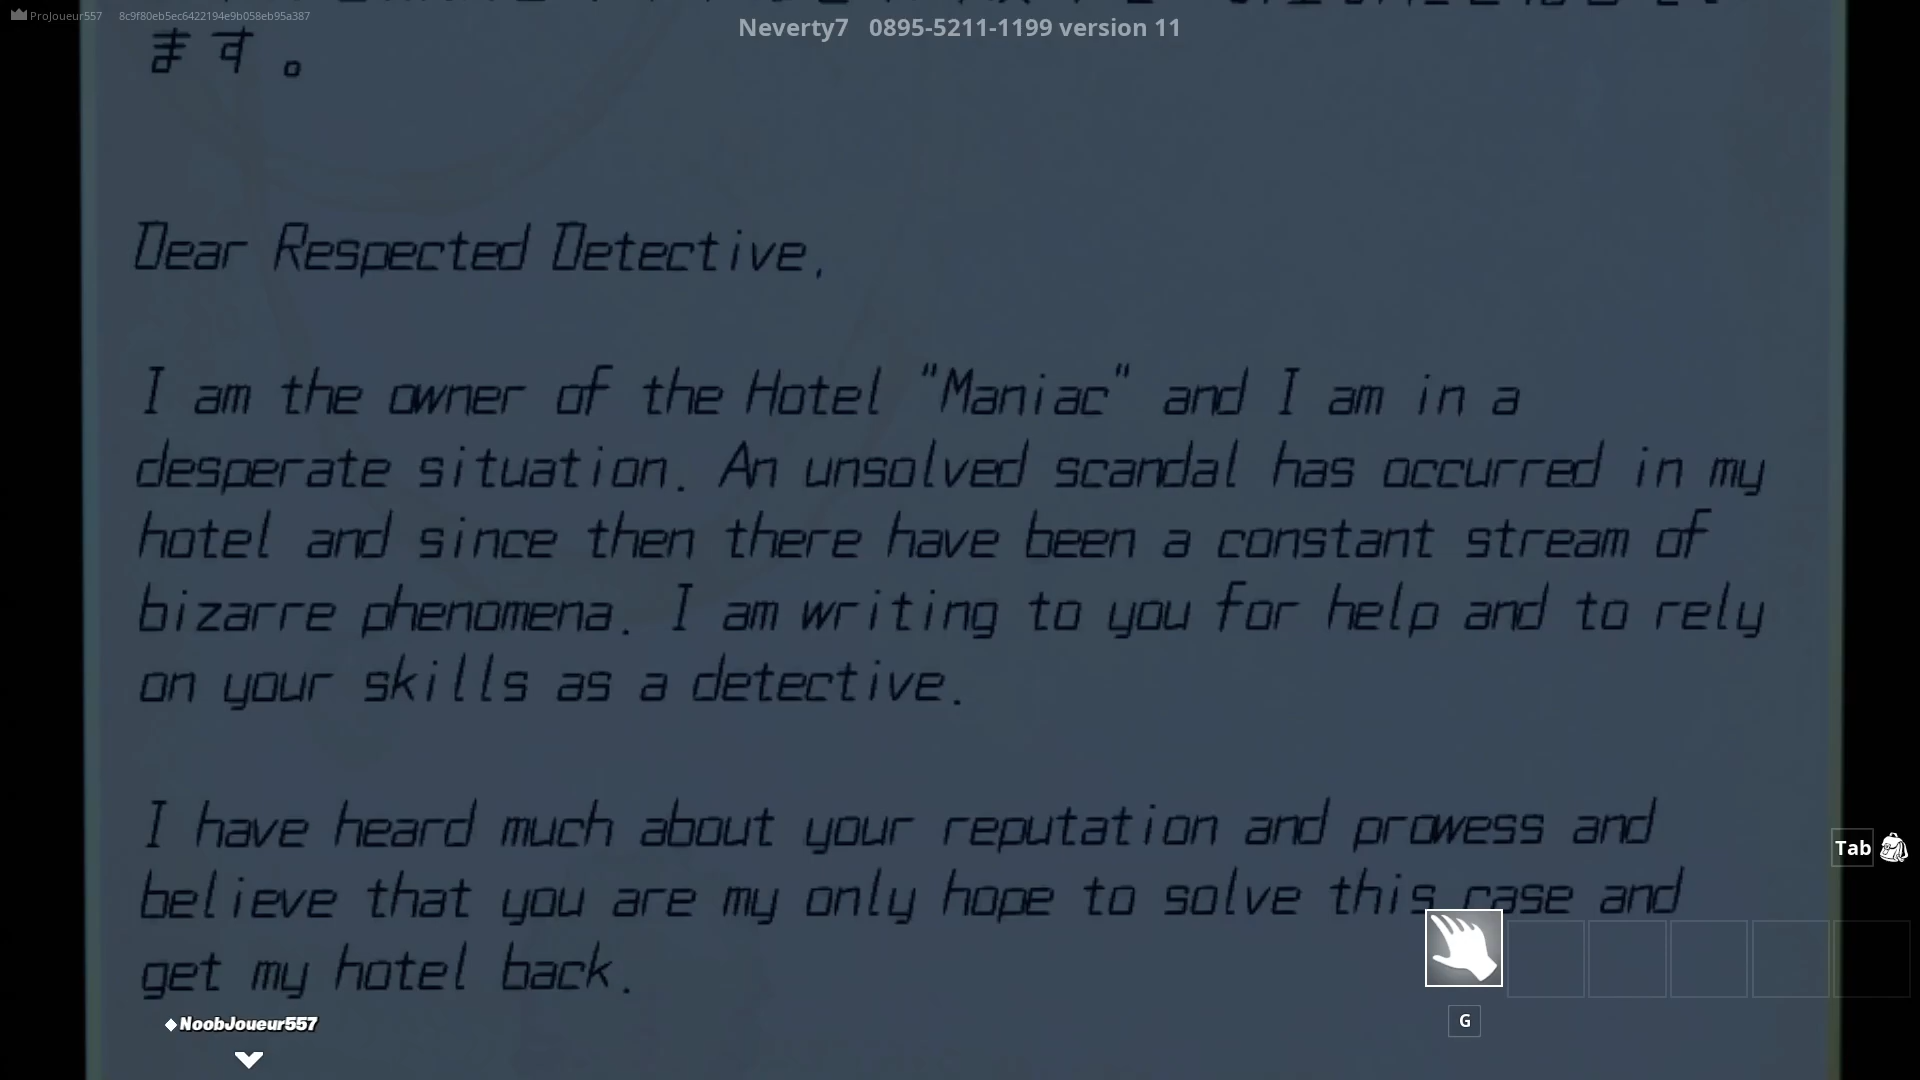 ProJoueur557 8c9f80eb5ec6422194e9b058eb95a387
Neverty7 0895-5211-1199 version 11
ます。
Dear Respected Detective,
I am the owner of the Hotel "Maniac" and I am in a
desperate situation. An unsolved scandal has occurred in my
hotel and since then there have been a constant stream of
bizarre phenomena. I am writing to you for help and to rely
on your skills as a detective.
I have heard much about your reputation and prowess and
believe that you are my only hope to solve this case and
get my hotel back.
Tab
G
NoobJoueur557